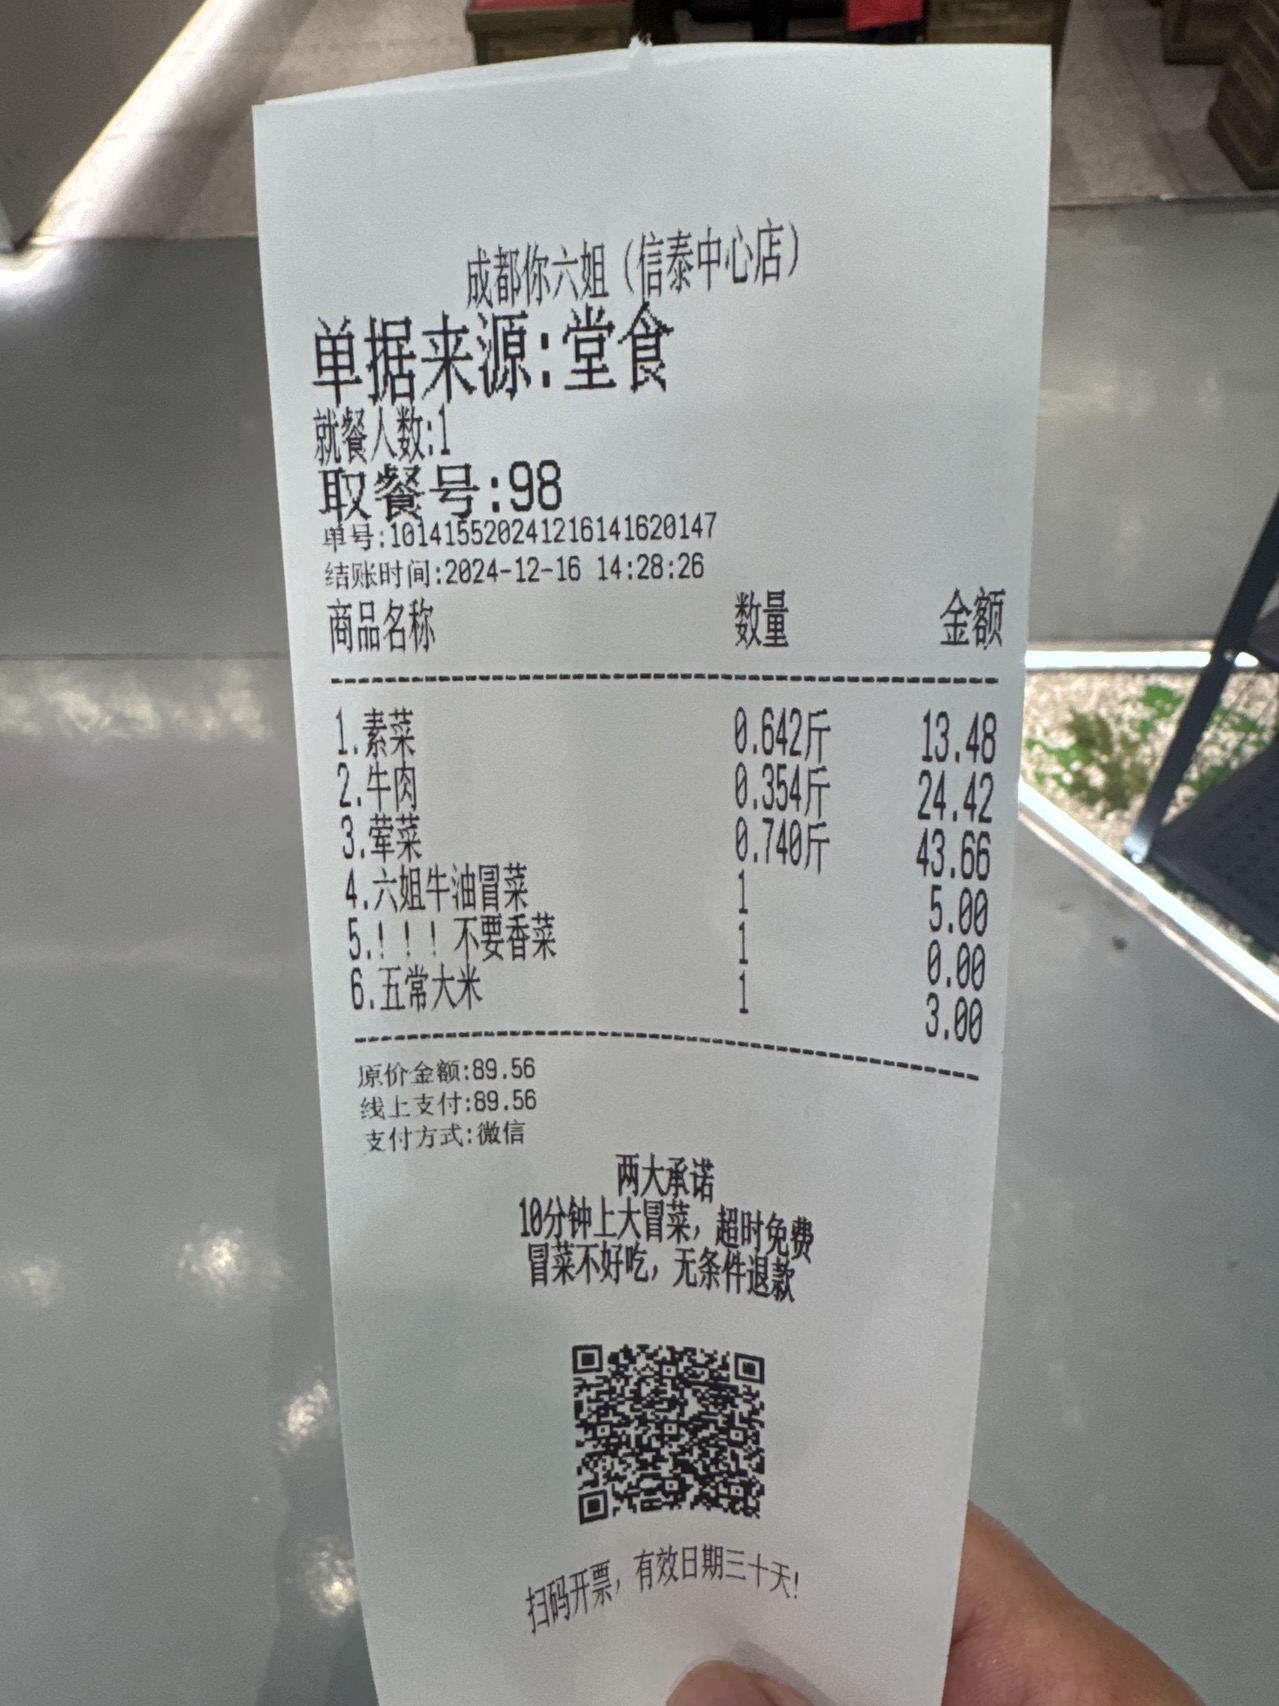 成都你六姐（信泰中心店）
单据来源:堂食
就餐人数:1
取餐号:98
单号:101415520241216141620147
结账时间:2024-12-16 14:28:26
商品名称 数量 金额
1.素菜 0.642斤 13.48
2.牛肉 0.354斤 24.42
3.荤菜 0.740斤 43.66
4.六姐牛油冒菜 1 5.00
5.！！！不要香菜 1 0.00
6.五常大米 1 3.00
原价金额:89.56
线上支付:89.56
支付方式:微信
两大承诺
10分钟上大冒菜，超时免费
冒菜不好吃，无条件退款
扫码开票，有效日期三十天!